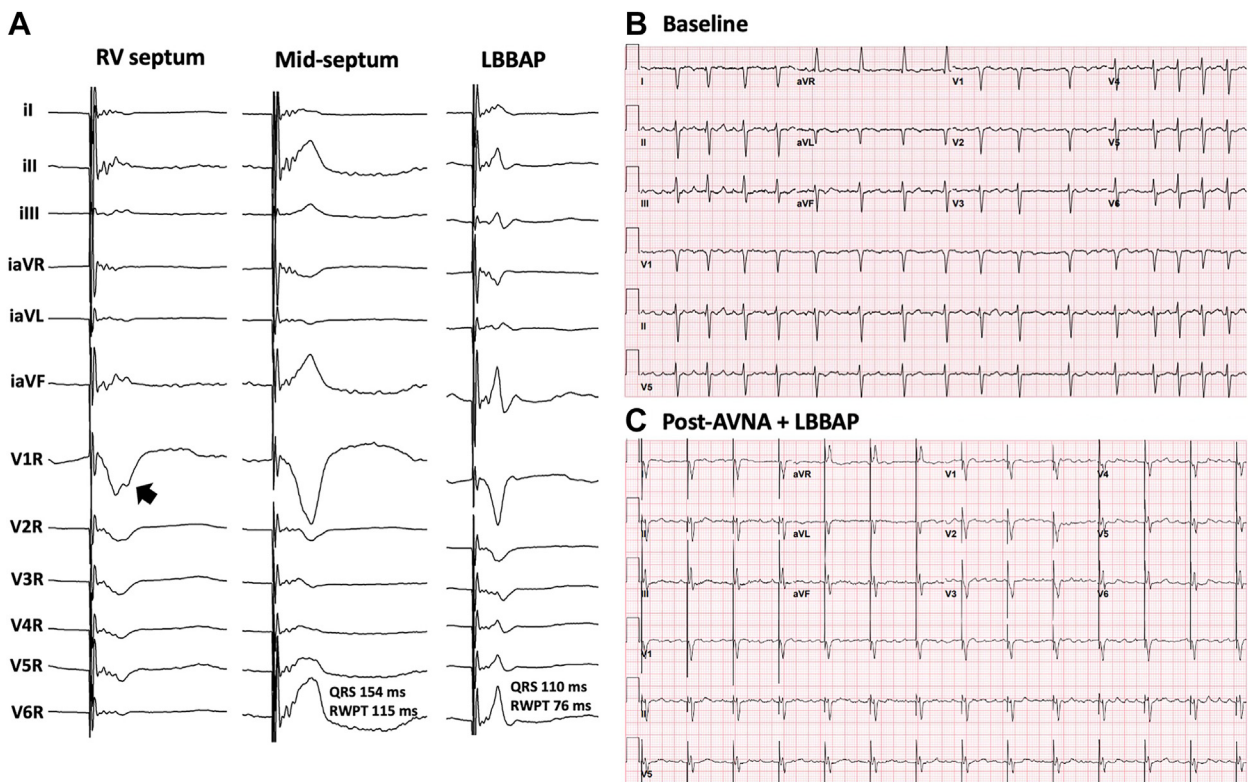 A
RV septum
Mid-septum
LBBAP
iI
iII
iIII
iaVR
iaVL
iaVF
V1R
V2R
V3R
V4R
V5R
V6R
QRS 154 ms
RWPT 115 ms
QRS 110 ms
RWPT 76 ms
B Baseline
I aVR V1 V4
II aVL V2 V5
III aVF V3 V6
V1
II
V5
C Post-AVNA + LBBAP
I aVR V1 V4
II aVL V2 V5
III aVF V3 V6
V1
II
V5